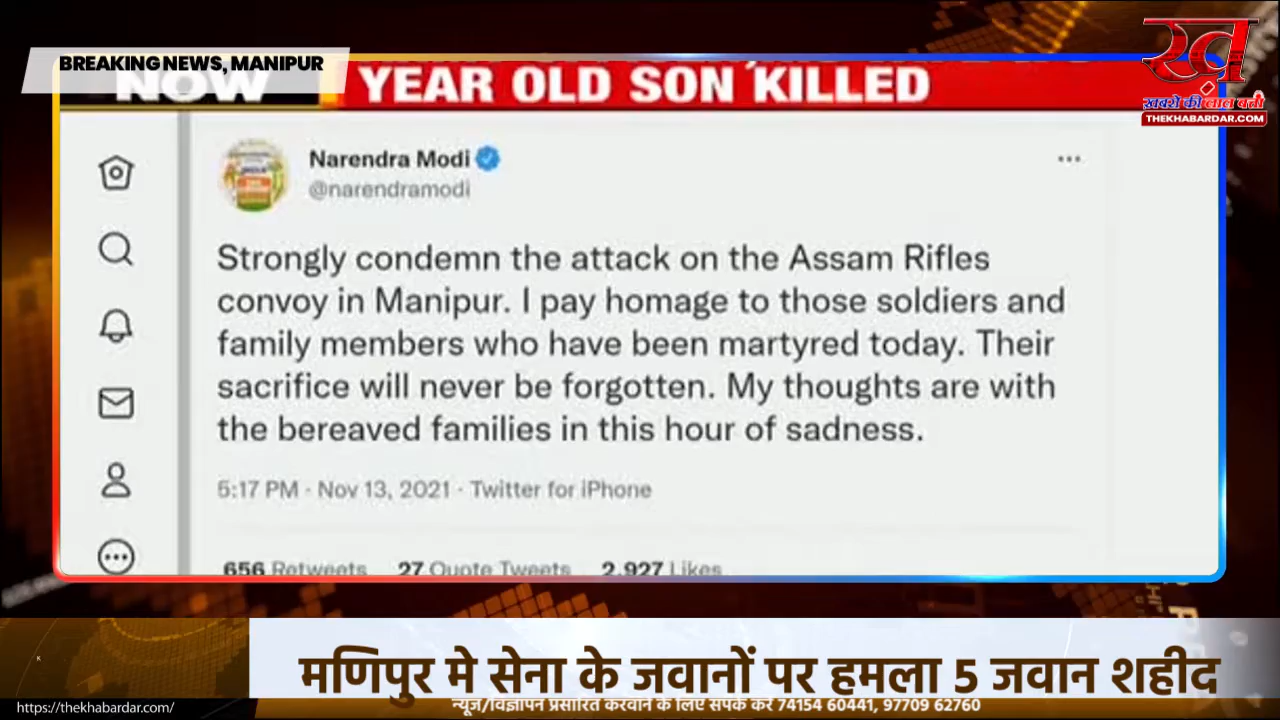 BREAKING NEWS, MANIPUR
NOW
YEAR OLD SON KILLED
रख
खबरों की लाल बत्ती
THEKHABARDAR.COM
Narendra Modi
@narendramodi
Strongly condemn the attack on the Assam Rifles
convoy in Manipur. I pay homage to those soldiers and
family members who have been martyred today. Their
sacrifice will never be forgotten. My thoughts are with
the bereaved families in this hour of sadness.
5:17 PM · Nov 13, 2021 · Twitter for iPhone
656 Retweets 27 Quote Tweets 2,927 Likes
मणिपुर मे सेना के जवानों पर हमला 5 जवान शहीद
https://thekhabardar.com/
न्यूज/विज्ञापन प्रसारित करवाने के लिए संपर्क करें 74154 60441, 97709 62760